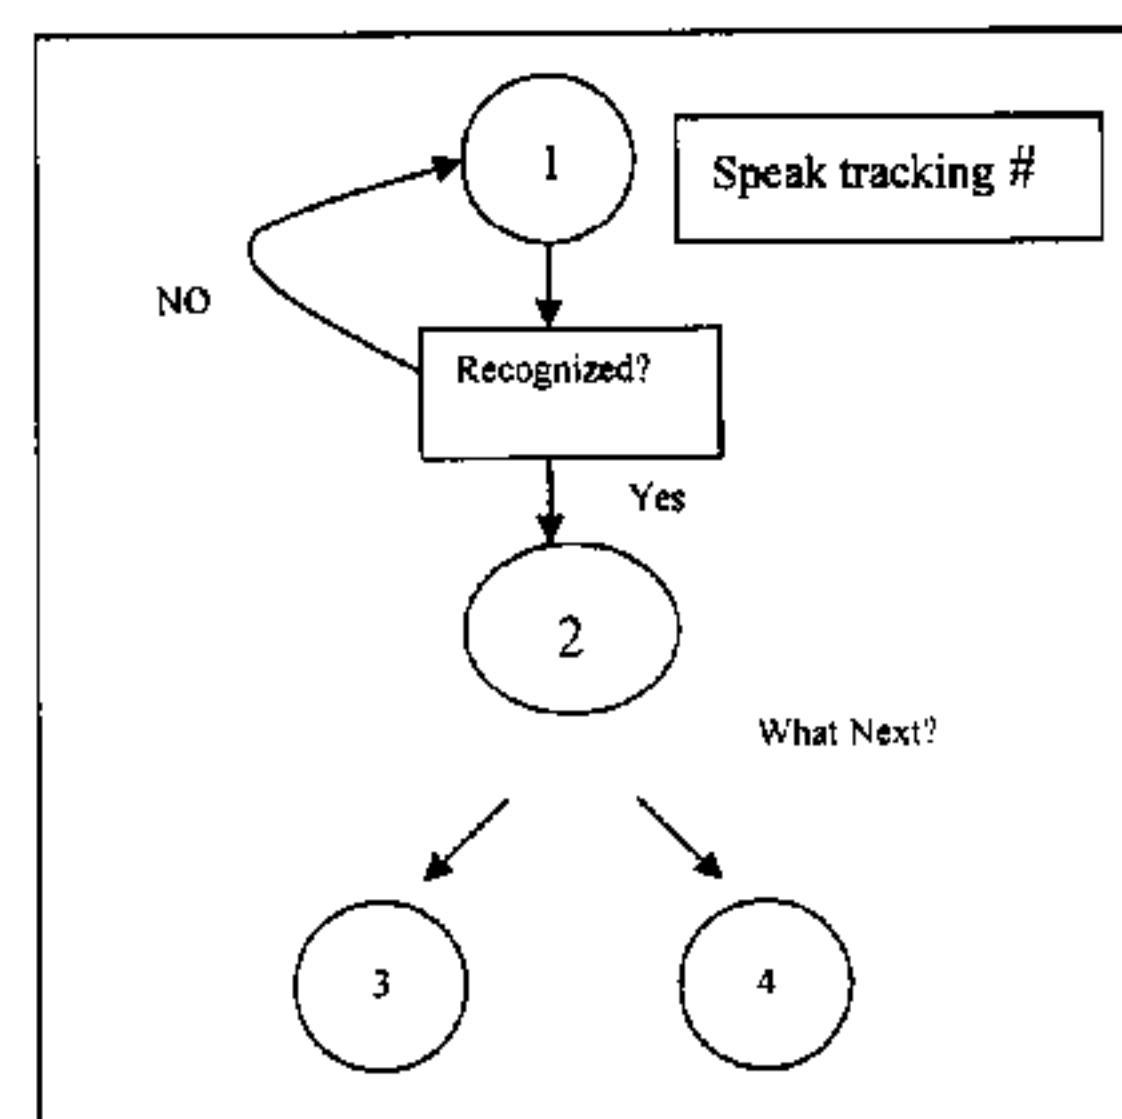 1
Speak tracking #
NO
Recognized?
Yes
2
What Next?
3
4